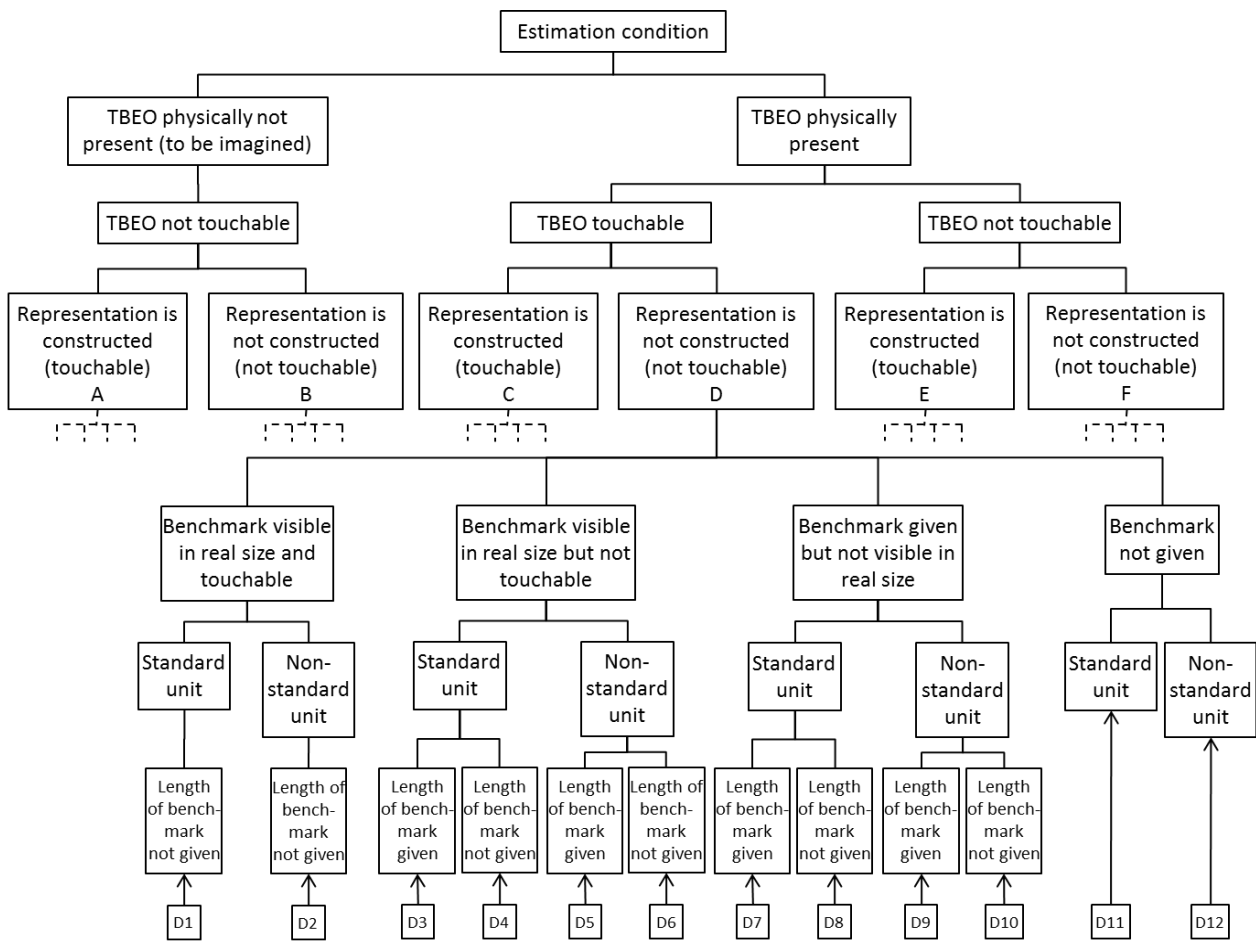 Estimation condition
TBEO physically not
present (to be imagined)
TBEO physically
present
TBEO not touchable
TBEO touchable
TBEO not touchable
Representation is
constructed
(touchable)
A
Representation is
not constructed
(not touchable)
B
Representation is
constructed
(touchable)
C
Representation is
not constructed
(not touchable)
D
Representation is
constructed
(touchable)
E
Representation is
not constructed
(not touchable)
F
Benchmark visible
in real size and
touchable
Benchmark visible
in real size but not
touchable
Benchmark given
but not visible in
real size
Benchmark
not given
Standard
unit
Non-
standard
unit
Standard
unit
Non-
standard
unit
Standard
unit
Non-
standard
unit
Standard
unit
Non-
standard
unit
Length
of bench-
mark
not given
Length of
bench-
mark
not given
Length
of bench-
mark
given
Length
of bench-
mark
not given
Length
of bench-
mark
given
Length of
bench-
mark
not given
Length
of bench-
mark
given
Length
of bench-
mark
not given
Length
of bench-
mark
given
Length
of bench-
mark
not given
D1
D2
D3
D4
D5
D6
D7
D8
D9
D10
D11
D12